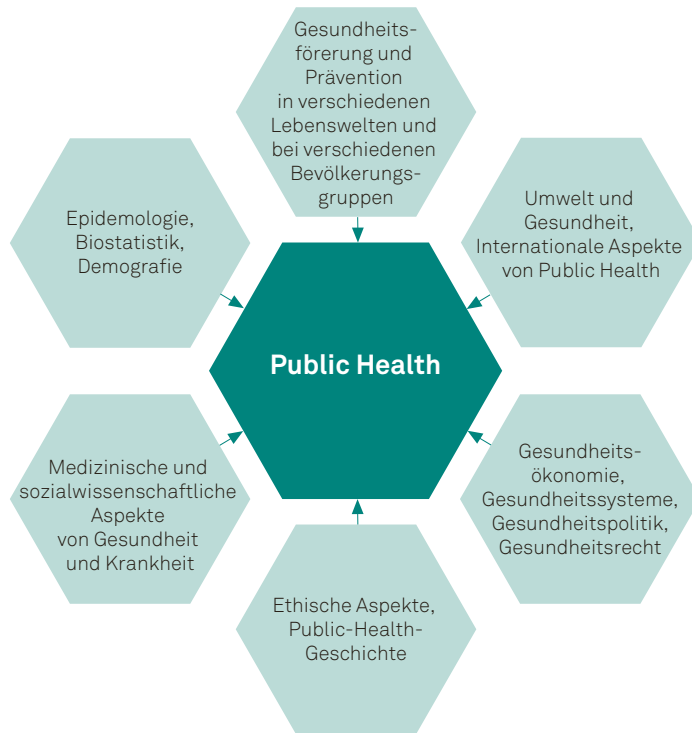 Gesundheits-
förerung und
Prävention
in verschiedenen
Lebenswelten und
bei verschiedenen
Bevölkerungs-
gruppen
Epidemologie,
Biostatistik,
Demografie
Umwelt und
Gesundheit,
Internationale Aspekte
von Public Health
Public Health
Medizinische und
sozialwissenschaftliche
Aspekte
von Gesundheit
und Krankheit
Gesundheits-
ökonomie,
Gesundheitssysteme,
Gesundheitspolitik,
Gesundheitsrecht
Ethische Aspekte,
Public-Health-
Geschichte